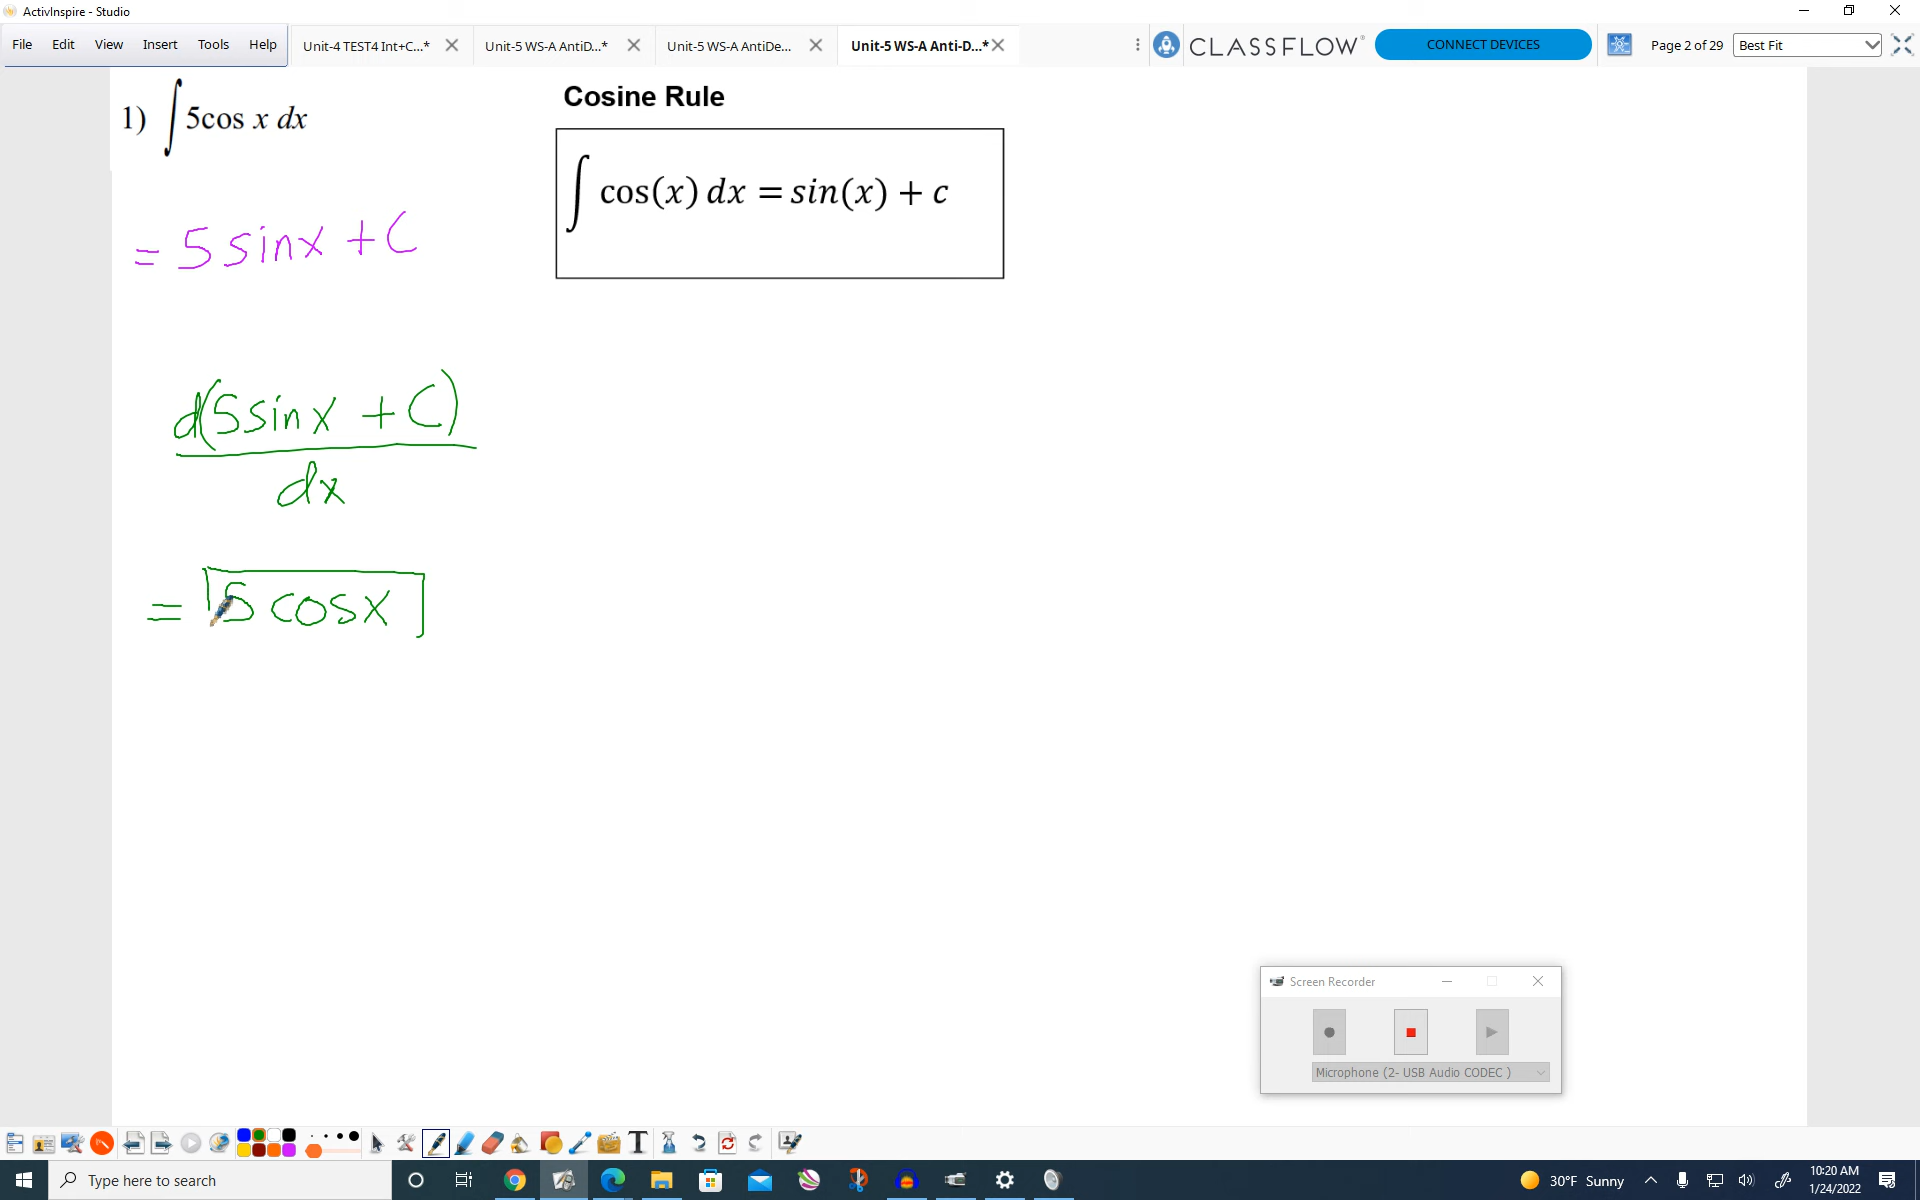 ActivInspire - Studio
File Edit View Insert Tools Help
Unit-4 TEST4 Int+C...* Unit-5 WS-A AntiD...* Unit-5 WS-A AntiDe... Unit-5 WS-A Anti-D...*
CLASSFLOW
CONNECT DEVICES
Page 2 of 29
Best Fit
1) ∫ 5cos x dx
Cosine Rule
∫ cos(x) dx = sin(x) + c
= 5 sinx + C
d(5sinx + C)
dx
= 5 cosx
Screen Recorder
Microphone (2- USB Audio CODEC )
T
Type here to search
30°F Sunny
10:20 AM
1/24/2022